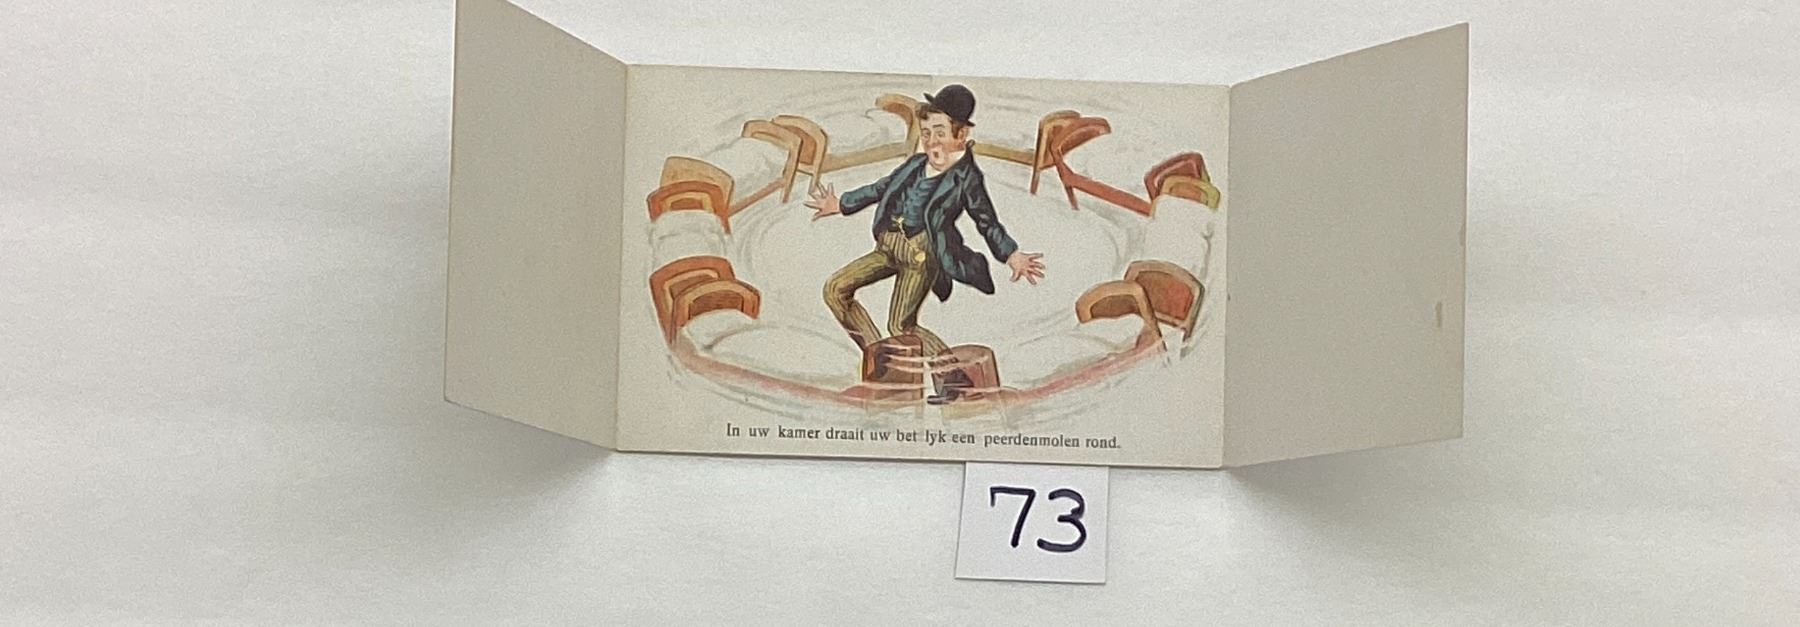 In uw kamer draait uw bet lyk een peerdenmolen rond.
73